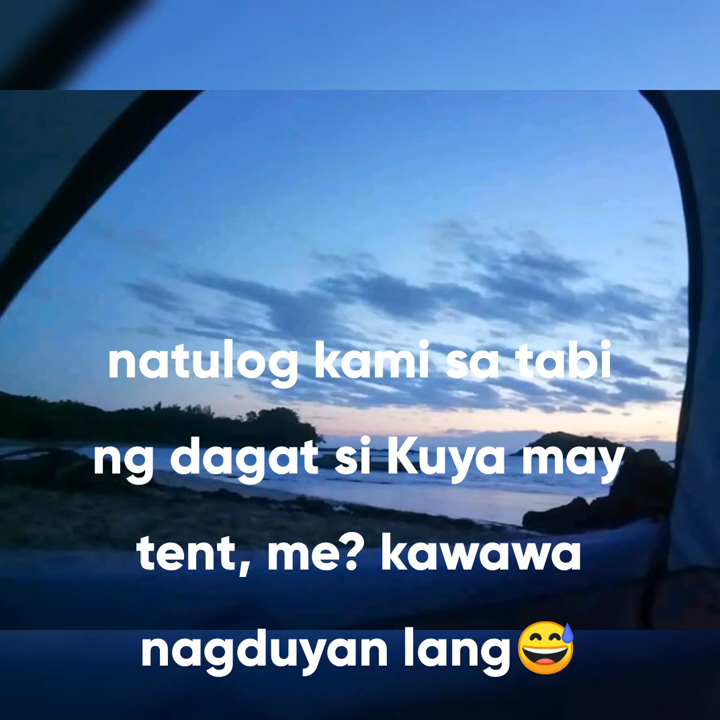 natulog kami sa tabi
ng dagat si Kuya may
tent, me? kawawa
nagduyan lang😅